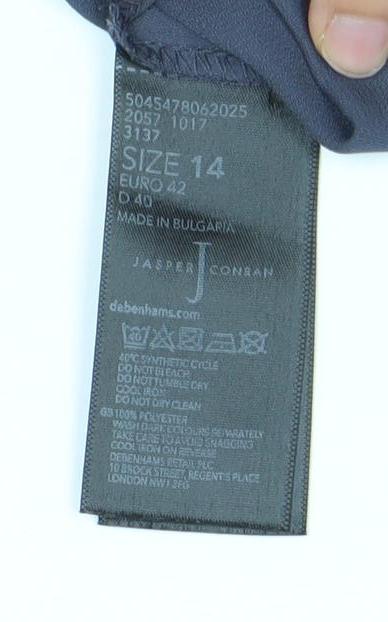 5045478062025
2057 1017
3137
SIZE 14
EURO 42
D 40
MADE IN BULGARIA
J
JASPER CONRAN
debenhams.com
40
40°C SYNTHETIC CYCLE
DO NOT BLEACH
DO NOT TUMBLE DRY
COOL IRON
DO NOT DRY CLEAN
GB 100% POLYESTER
WASH DARK COLOURS SEPARATELY
TAKE CARE TO AVOID SNAGGING
COOL IRON ON REVERSE
DEBENHAMS RETAIL PLC
10 BROCK STREET, REGENT'S PLACE
LONDON NW1 3FG